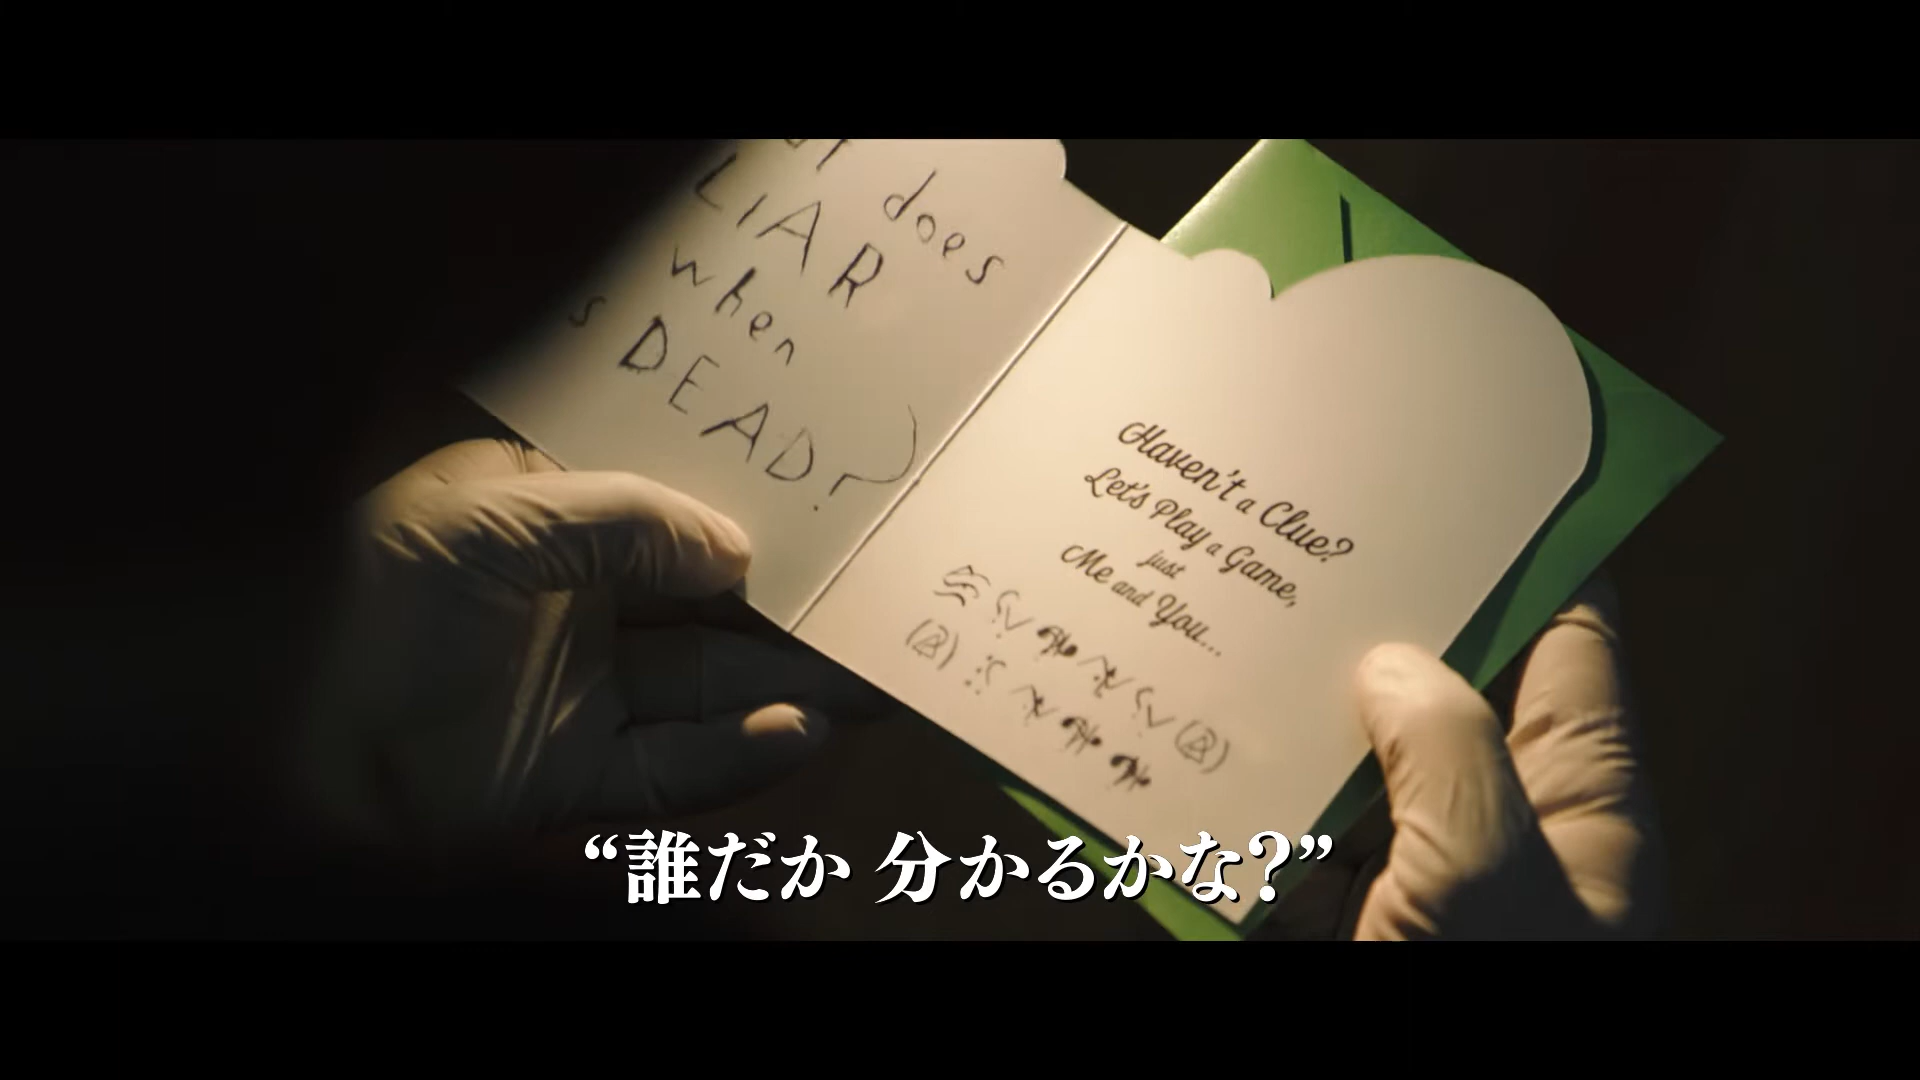 does
LIAR
when
s DEAD?
Haven't a Clue?
Let's Play a Game,
just
Me and You...
“誰だか 分かるかな?”